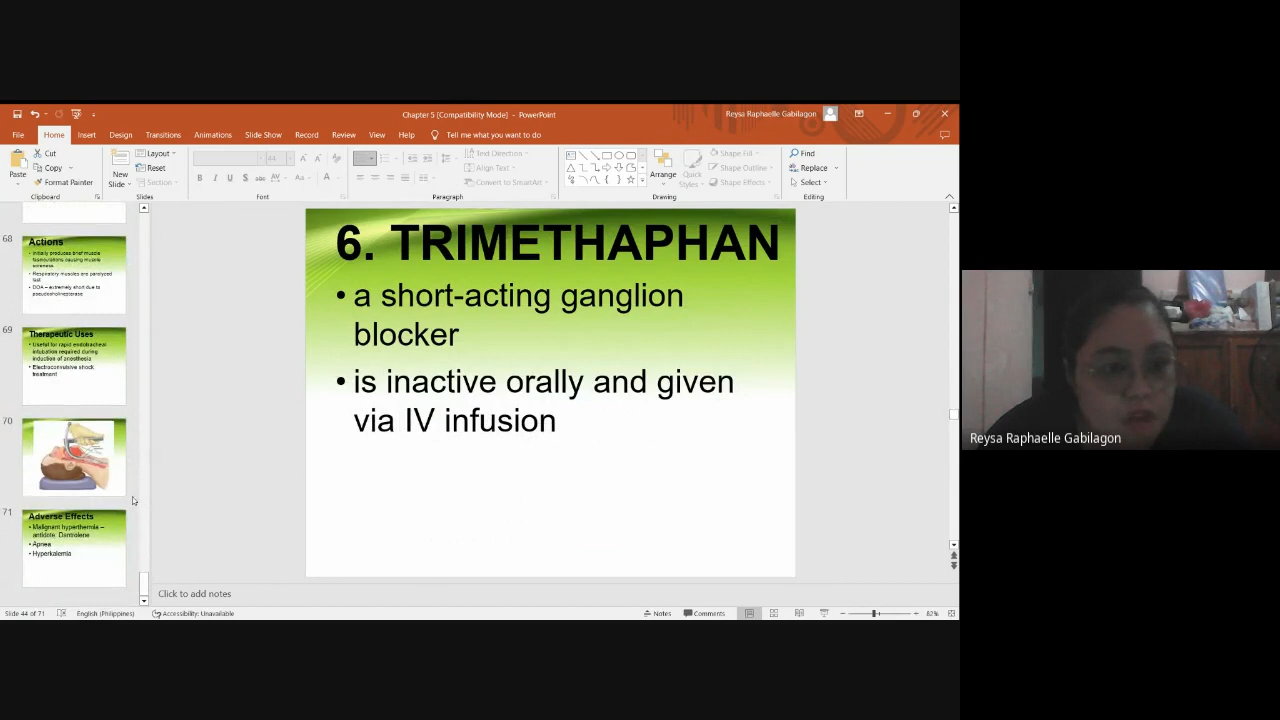 Chapter 5 [Compatibility Mode] - PowerPoint
Reysa Raphaelle Gabilagon
File Home Insert Design Transitions Animations Slide Show Record Review View Help Tell me what you want to do
Paste
Cut
Copy
Format Painter
Clipboard
New
Slide
Layout
Reset
Section
Slides
44
Font
Text Direction
Align Text
Convert to SmartArt
Paragraph
Arrange
Quick
Styles
Shape Fill
Shape Outline
Shape Effects
Drawing
Find
Replace
Select
Editing
68
Actions
• Initially produces brief muscle
fasciculations causing muscle
soreness
• Respiratory muscles are paralyzed
last
• DOA – extremely short due to
pseudocholinesterase
69
Therapeutic Uses
• Useful for rapid endotracheal
intubation required during
induction of anesthesia
• Electroconvulsive shock
treatment
70
71
Adverse Effects
• Malignant hyperthermia –
antidote: Dantrolene
• Apnea
• Hyperkalemia
6. TRIMETHAPHAN
• a short-acting ganglion
blocker
• is inactive orally and given
via IV infusion
Click to add notes
Slide 44 of 71 English (Philippines) Accessibility: Unavailable Notes Comments 82%
Reysa Raphaelle Gabilagon